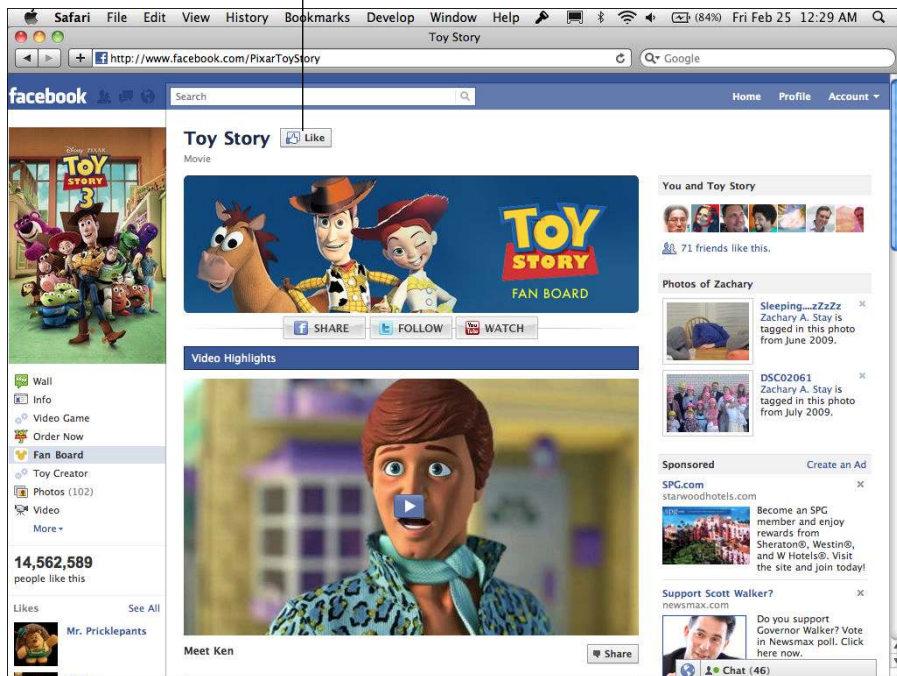 Safari File Edit View History Bookmarks Develop Window Help (84%) Fri Feb 25 12:29 AM
Toy Story
http://www.facebook.com/PixarToyStory
Google
facebook
Search
Home Profile Account
DISNEY PIXAR
TOY
STORY
3
Wall
Info
Video Game
Order Now
Fan Board
Toy Creator
Photos (102)
Video
More
14,562,589
people like this
Likes See All
Mr. Pricklepants
Toy Story Like
Movie
TOY
STORY
FAN BOARD
SHARE FOLLOW WATCH
Video Highlights
Meet Ken Share
You and Toy Story
71 friends like this.
Photos of Zachary
Sleeping....zZzZz
Zachary A. Stay is
tagged in this photo
from June 2009.
DSC02061
Zachary A. Stay is
tagged in this photo
from July 2009.
Sponsored Create an Ad
SPG.com
starwoodhotels.com
spg
Become an SPG
member and enjoy
rewards from
Sheraton®, Westin®,
and W Hotels®. Visit
the site and join today!
Support Scott Walker?
newsmax.com
Do you support
Governor Walker? Vote
in Newsmax poll. Click
here now.
Chat (46)